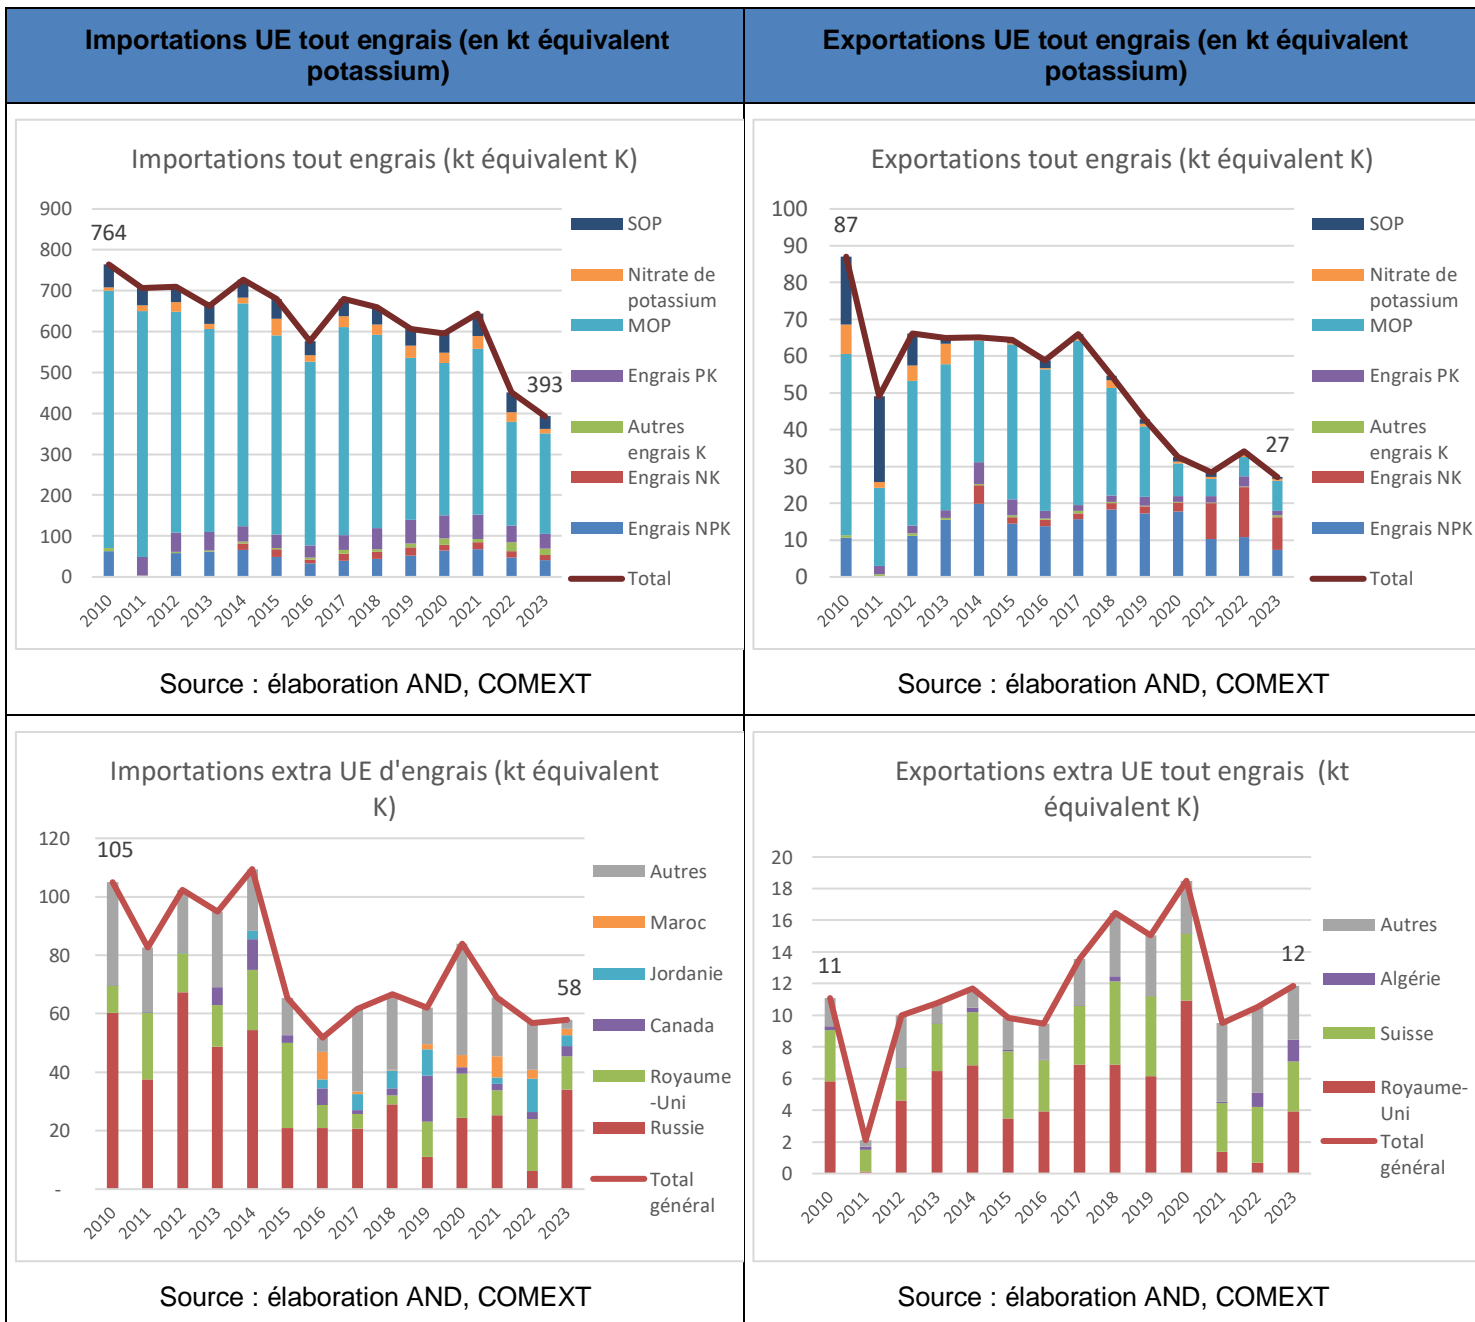 Importations UE tout engrais (en kt équivalent
potassium)
Exportations UE tout engrais (en kt équivalent
potassium)
Importations tout engrais (kt équivalent K)
900
800
700
600
500
400
300
200
100
0
764
393
2010
2011
2012
2013
2014
2015
2016
2017
2018
2019
2020
2021
2022
2023
SOP
Nitrate de
potassium
MOP
Engrais PK
Autres
engrais K
Engrais NK
Engrais NPK
Total
Source : élaboration AND, COMEXT
Exportations tout engrais (kt équivalent K)
100
90
80
70
60
50
40
30
20
10
0
87
27
2010
2011
2012
2013
2014
2015
2016
2017
2018
2019
2020
2021
2022
2023
SOP
Nitrate de
potassium
MOP
Engrais PK
Autres
engrais K
Engrais NK
Engrais NPK
Total
Source : élaboration AND, COMEXT
Importations extra UE d'engrais (kt équivalent
K)
120
100
80
60
40
20
-
105
58
2010
2011
2012
2013
2014
2015
2016
2017
2018
2019
2020
2021
2022
2023
Autres
Maroc
Jordanie
Canada
Royaume
-Uni
Russie
Total
général
Source : élaboration AND, COMEXT
Exportations extra UE tout engrais (kt
équivalent K)
20
18
16
14
12
10
8
6
4
2
0
11
12
2010
2011
2012
2013
2014
2015
2016
2017
2018
2019
2020
2021
2022
2023
Autres
Algérie
Suisse
Royaume-
Uni
Total
général
Source : élaboration AND, COMEXT